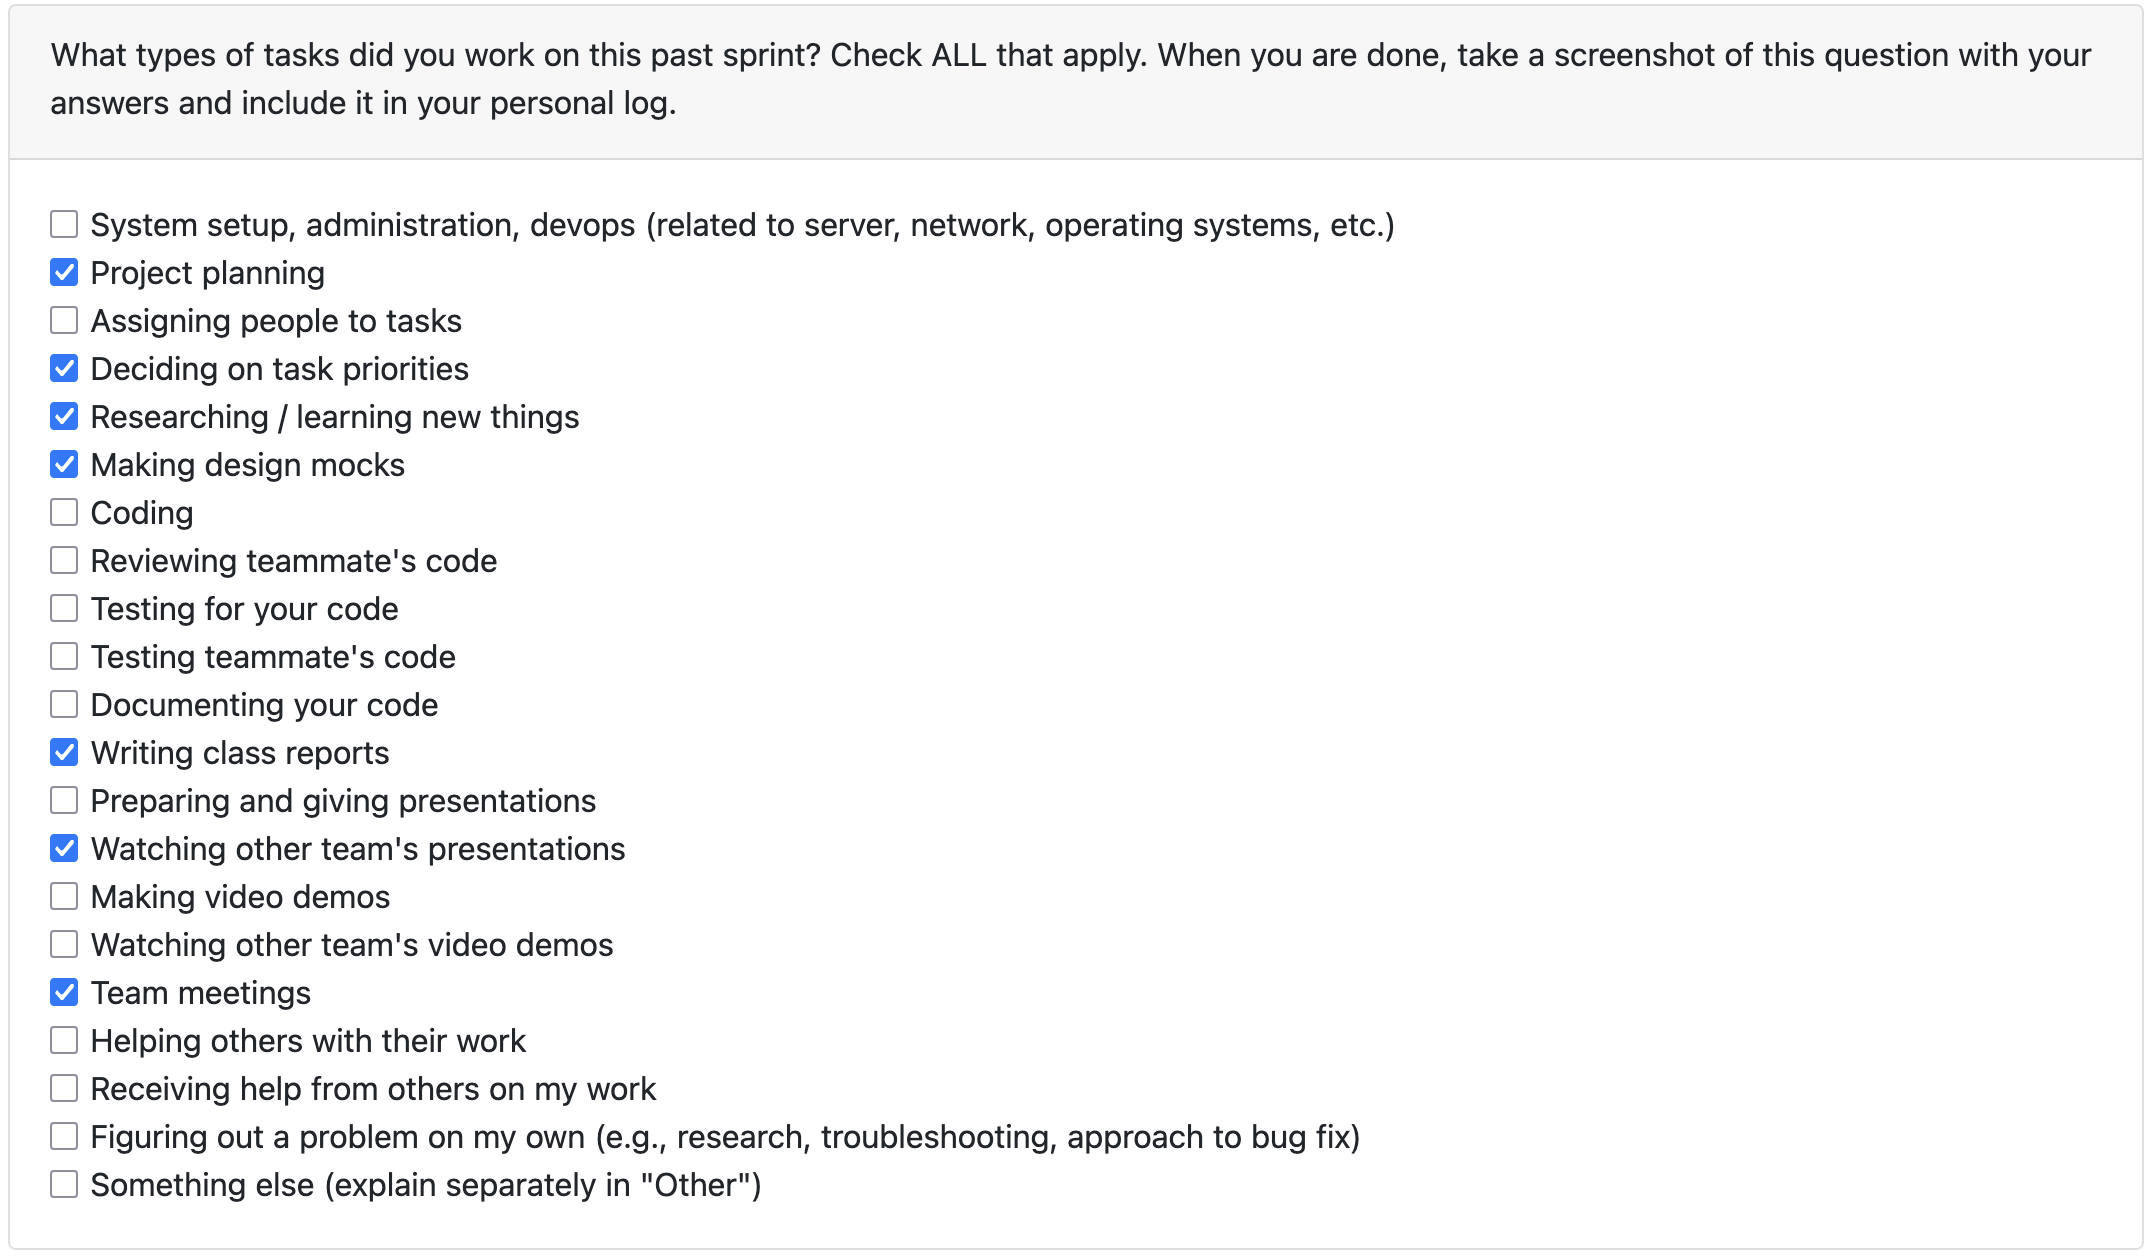 What types of tasks did you work on this past sprint? Check ALL that apply. When you are done, take a screenshot of this question with your
answers and include it in your personal log.
System setup, administration, devops (related to server, network, operating systems, etc.)
Project planning
Assigning people to tasks
Deciding on task priorities
Researching / learning new things
Making design mocks
Coding
Reviewing teammate's code
Testing for your code
Testing teammate's code
Documenting your code
Writing class reports
Preparing and giving presentations
Watching other team's presentations
Making video demos
Watching other team's video demos
Team meetings
Helping others with their work
Receiving help from others on my work
Figuring out a problem on my own (e.g., research, troubleshooting, approach to bug fix)
Something else (explain separately in "Other")